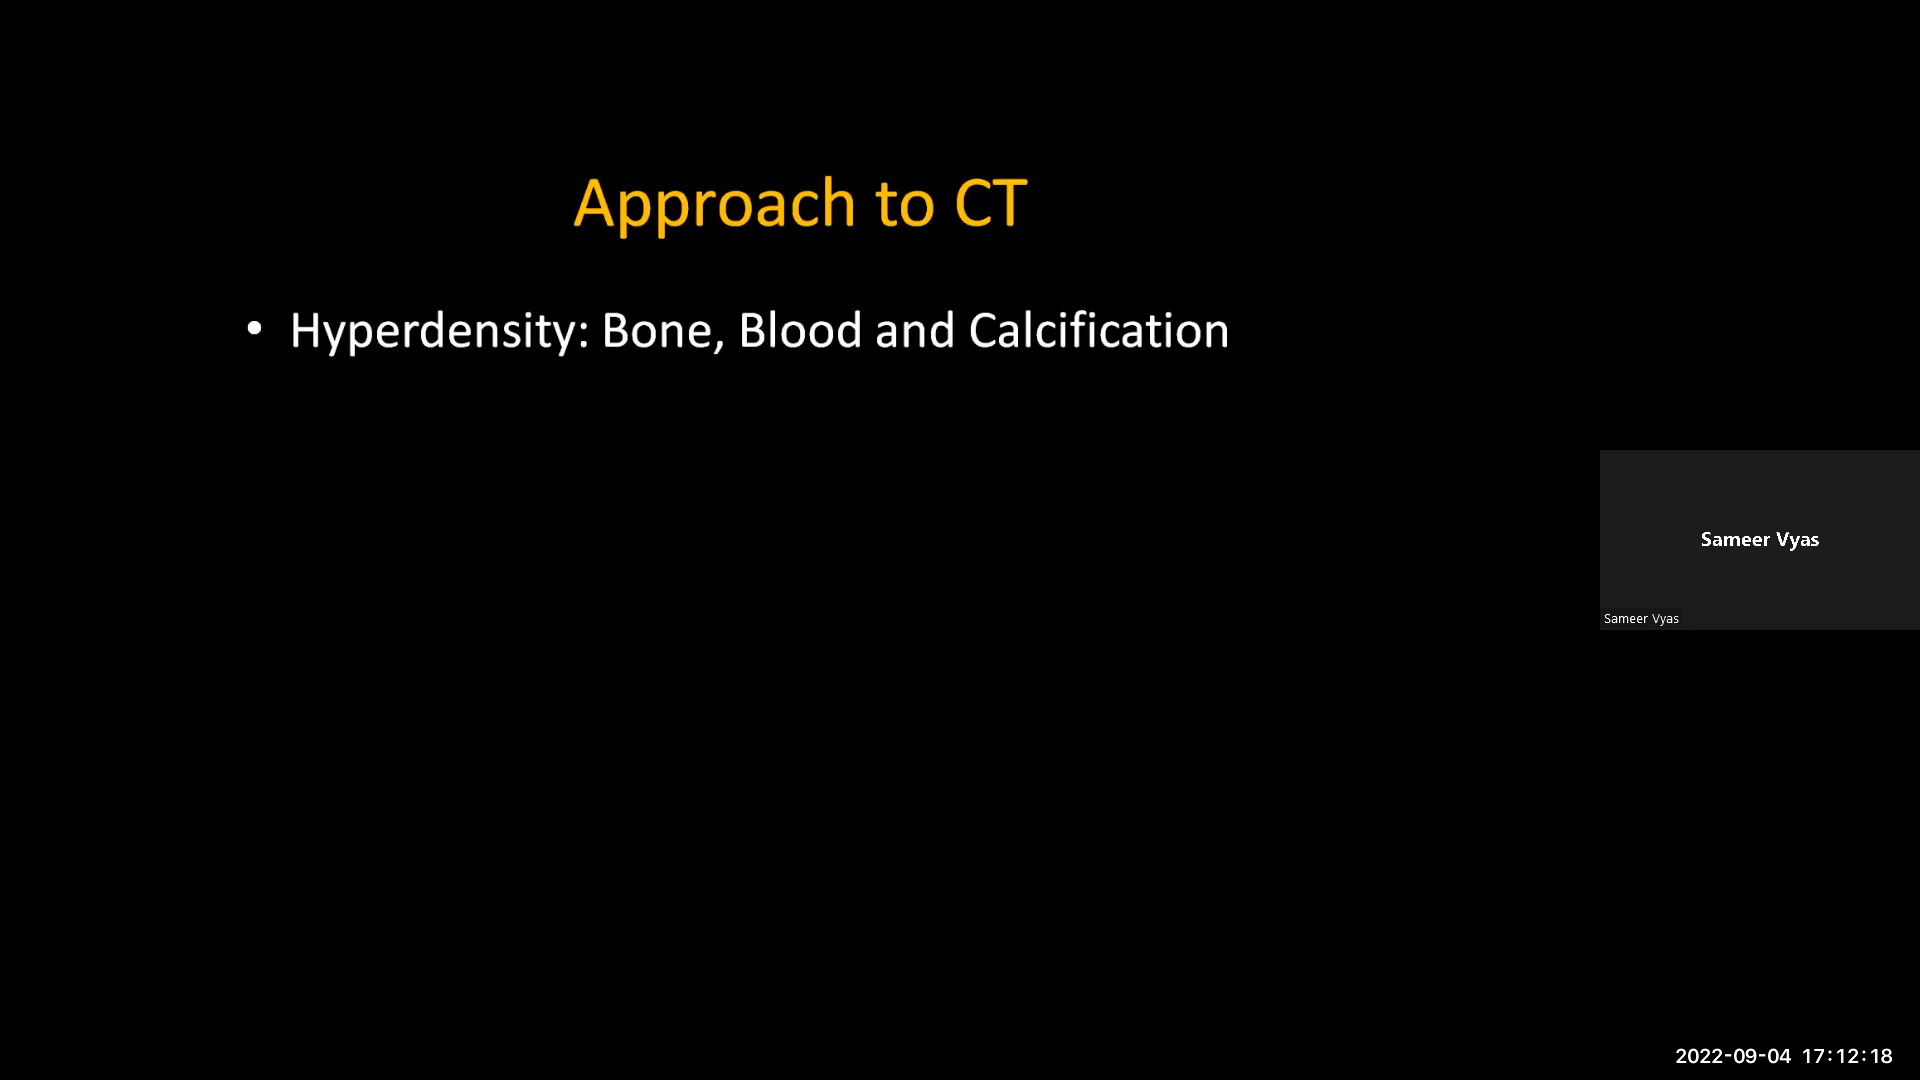 Approach to CT
• Hyperdensity: Bone, Blood and Calcification
Sameer Vyas
Sameer Vyas
2022-09-04 17:12:18